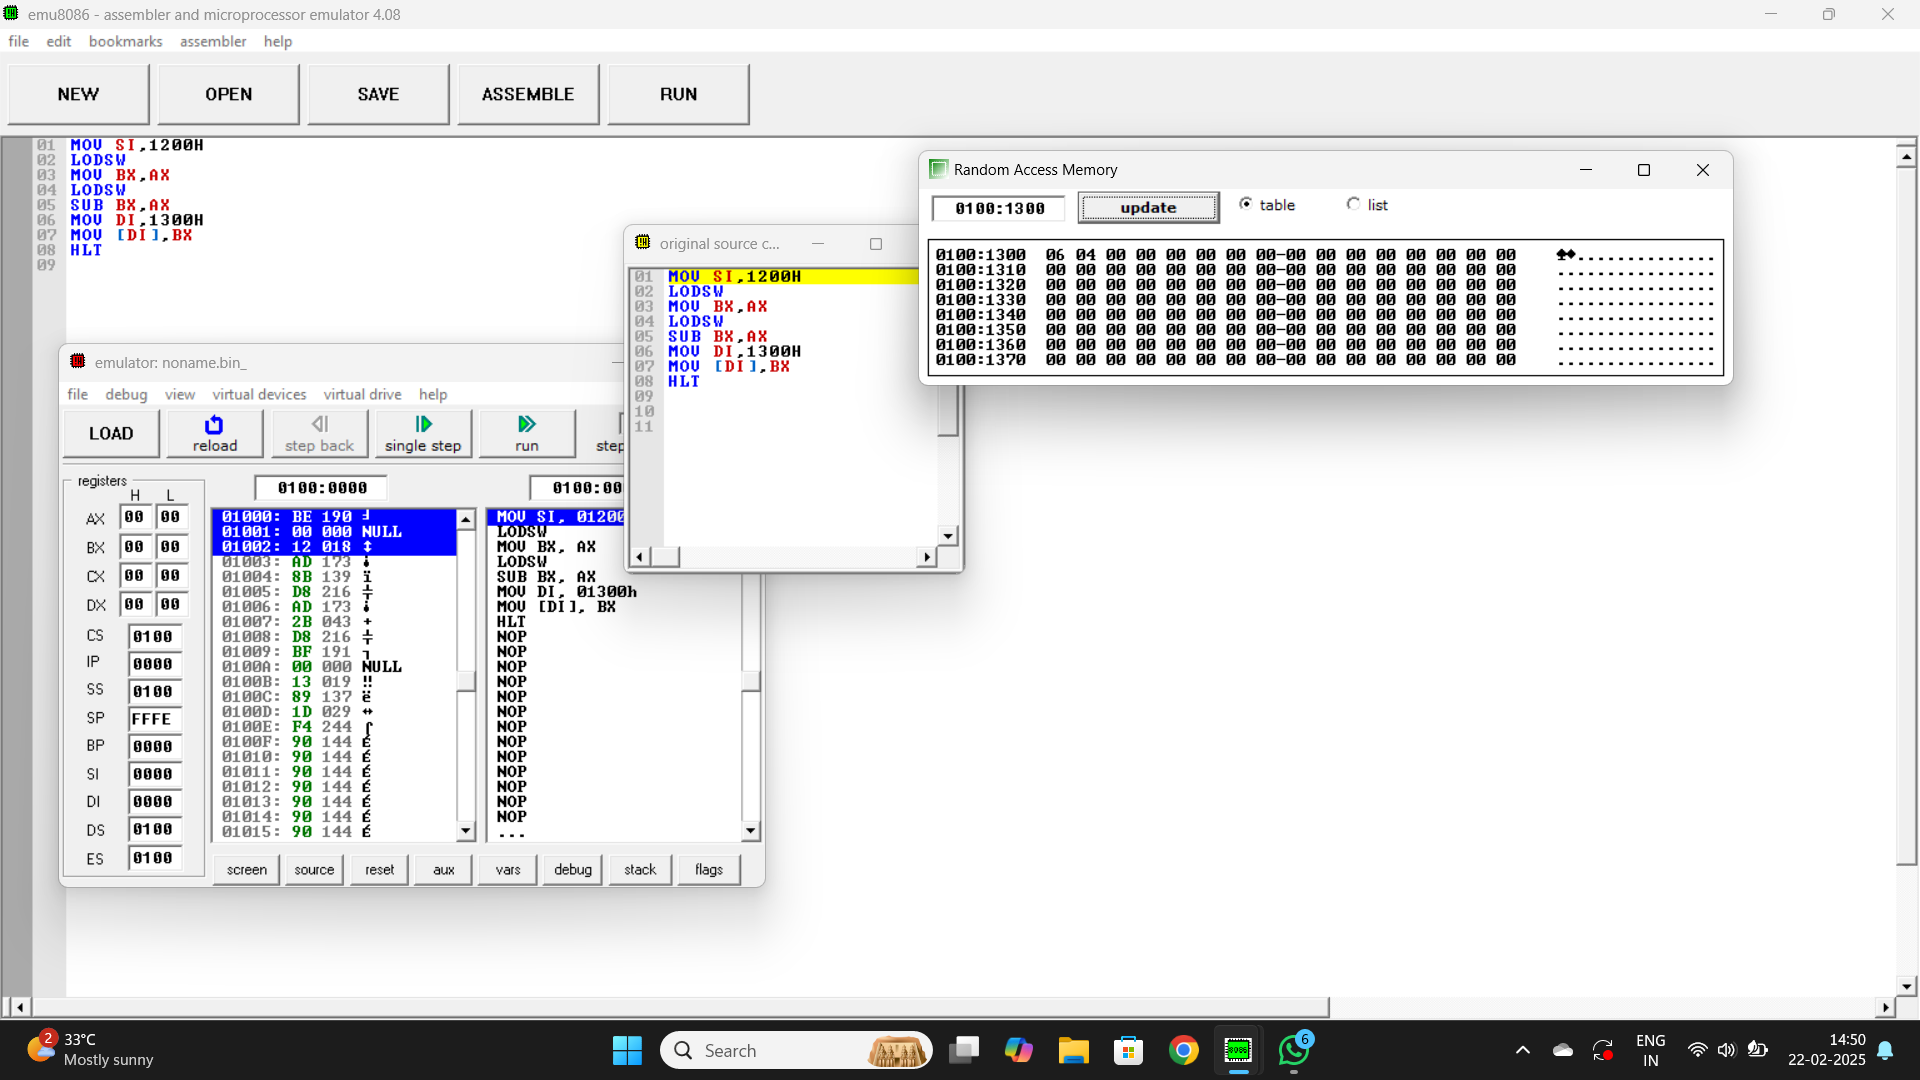 emu8086 - assembler and microprocessor emulator 4.08
file edit bookmarks assembler help
NEW OPEN SAVE ASSEMBLE RUN
01 MOV SI,1200H
02 LODSW
03 MOV BX,AX
04 LODSW
05 SUB BX,AX
06 MOV DI,1300H
07 MOV [DI],BX
08 HLT
09
Random Access Memory
0100:1300 update table list
0100:1300 06 04 00 00 00 00 00 00-00 00 00 00 00 00 00 00 ♠♦..............
0100:1310 00 00 00 00 00 00 00 00-00 00 00 00 00 00 00 00 ................
0100:1320 00 00 00 00 00 00 00 00-00 00 00 00 00 00 00 00 ................
0100:1330 00 00 00 00 00 00 00 00-00 00 00 00 00 00 00 00 ................
0100:1340 00 00 00 00 00 00 00 00-00 00 00 00 00 00 00 00 ................
0100:1350 00 00 00 00 00 00 00 00-00 00 00 00 00 00 00 00 ................
0100:1360 00 00 00 00 00 00 00 00-00 00 00 00 00 00 00 00 ................
0100:1370 00 00 00 00 00 00 00 00-00 00 00 00 00 00 00 00 ................
original source c...
01 MOV SI,1200H
02 LODSW
03 MOV BX,AX
04 LODSW
05 SUB BX,AX
06 MOV DI,1300H
07 MOV [DI],BX
08 HLT
09
10
11
emulator: noname.bin_
file debug view virtual devices virtual drive help
LOAD reload step back single step run step
registers
H L
AX 00 00
BX 00 00
CX 00 00
DX 00 00
CS 0100
IP 0000
SS 0100
SP FFFE
BP 0000
SI 0000
DI 0000
DS 0100
ES 0100
0100:0000
01000: BE 190 ╛
01001: 00 000 NULL
01002: 12 018 ↕
01003: AD 173 ¡
01004: 8B 139 ï
01005: D8 216 ╪
01006: AD 173 ¡
01007: 2B 043 +
01008: D8 216 ╪
01009: BF 191 ┐
0100A: 00 000 NULL
0100B: 13 019 ‼
0100C: 89 137 ë
0100D: 1D 029 ↔
0100E: F4 244 ⌠
0100F: 90 144 É
01010: 90 144 É
01011: 90 144 É
01012: 90 144 É
01013: 90 144 É
01014: 90 144 É
01015: 90 144 É
0100:00
MOV SI, 01200
LODSW
MOV BX, AX
LODSW
SUB BX, AX
MOV DI, 01300h
MOV [DI], BX
HLT
NOP
NOP
NOP
NOP
NOP
NOP
NOP
NOP
NOP
NOP
NOP
NOP
NOP
...
screen source reset aux vars debug stack flags
2
33°C
Mostly sunny
Search
8086
6
ENG
IN
14:50
22-02-2025